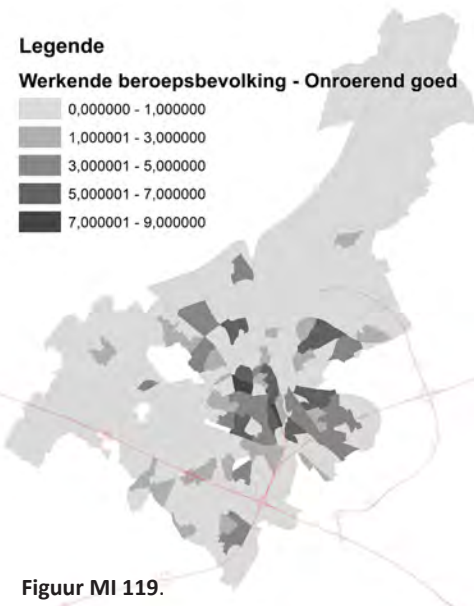 Legende
Werkende beroepsbevolking - Onroerend goed
0,000000 - 1,000000
1,000001 - 3,000000
3,000001 - 5,000000
5,000001 - 7,000000
7,000001 - 9,000000
Figuur MI 119.